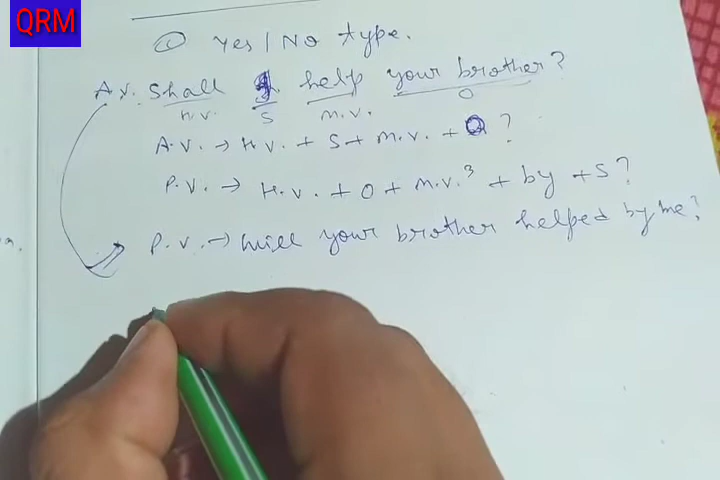 QRM
① Yes / No type.
A.V. Shall I help your brother?
H.V. S M.V. O
A.V. → H.V. + S + M.V. + O ?
P.V. → H.V. + O + M.V.³ + by + S ?
P.V. → Will your brother helped by me?